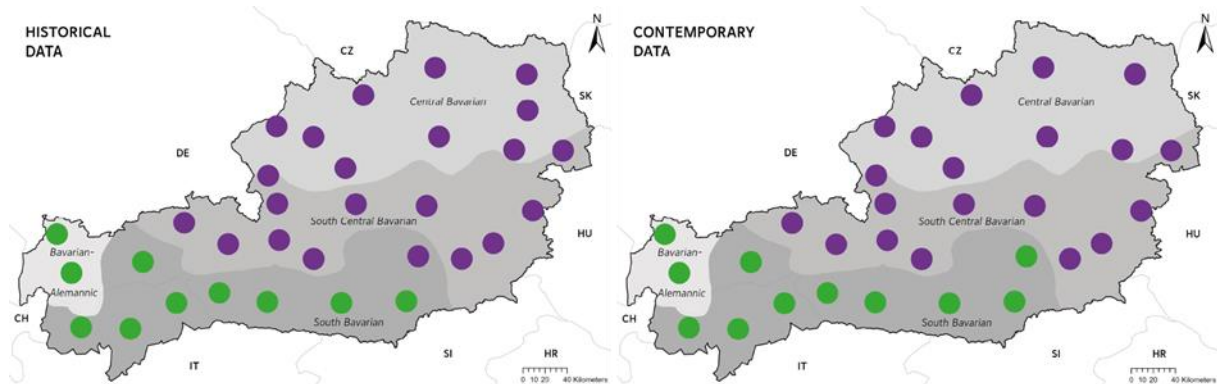 HISTORICAL
DATA
N
CZ
Central Bavarian
SK
DE
South Central Bavarian
HU
Bavarian-
Alemannic
CH
South Bavarian
IT
SI
HR
0 10 20 40 Kilometers
CONTEMPORARY
DATA
N
CZ
Central Bavarian
SK
DE
South Central Bavarian
HU
Bavarian-
Alemannic
CH
South Bavarian
IT
SI
HR
0 10 20 40 Kilometers